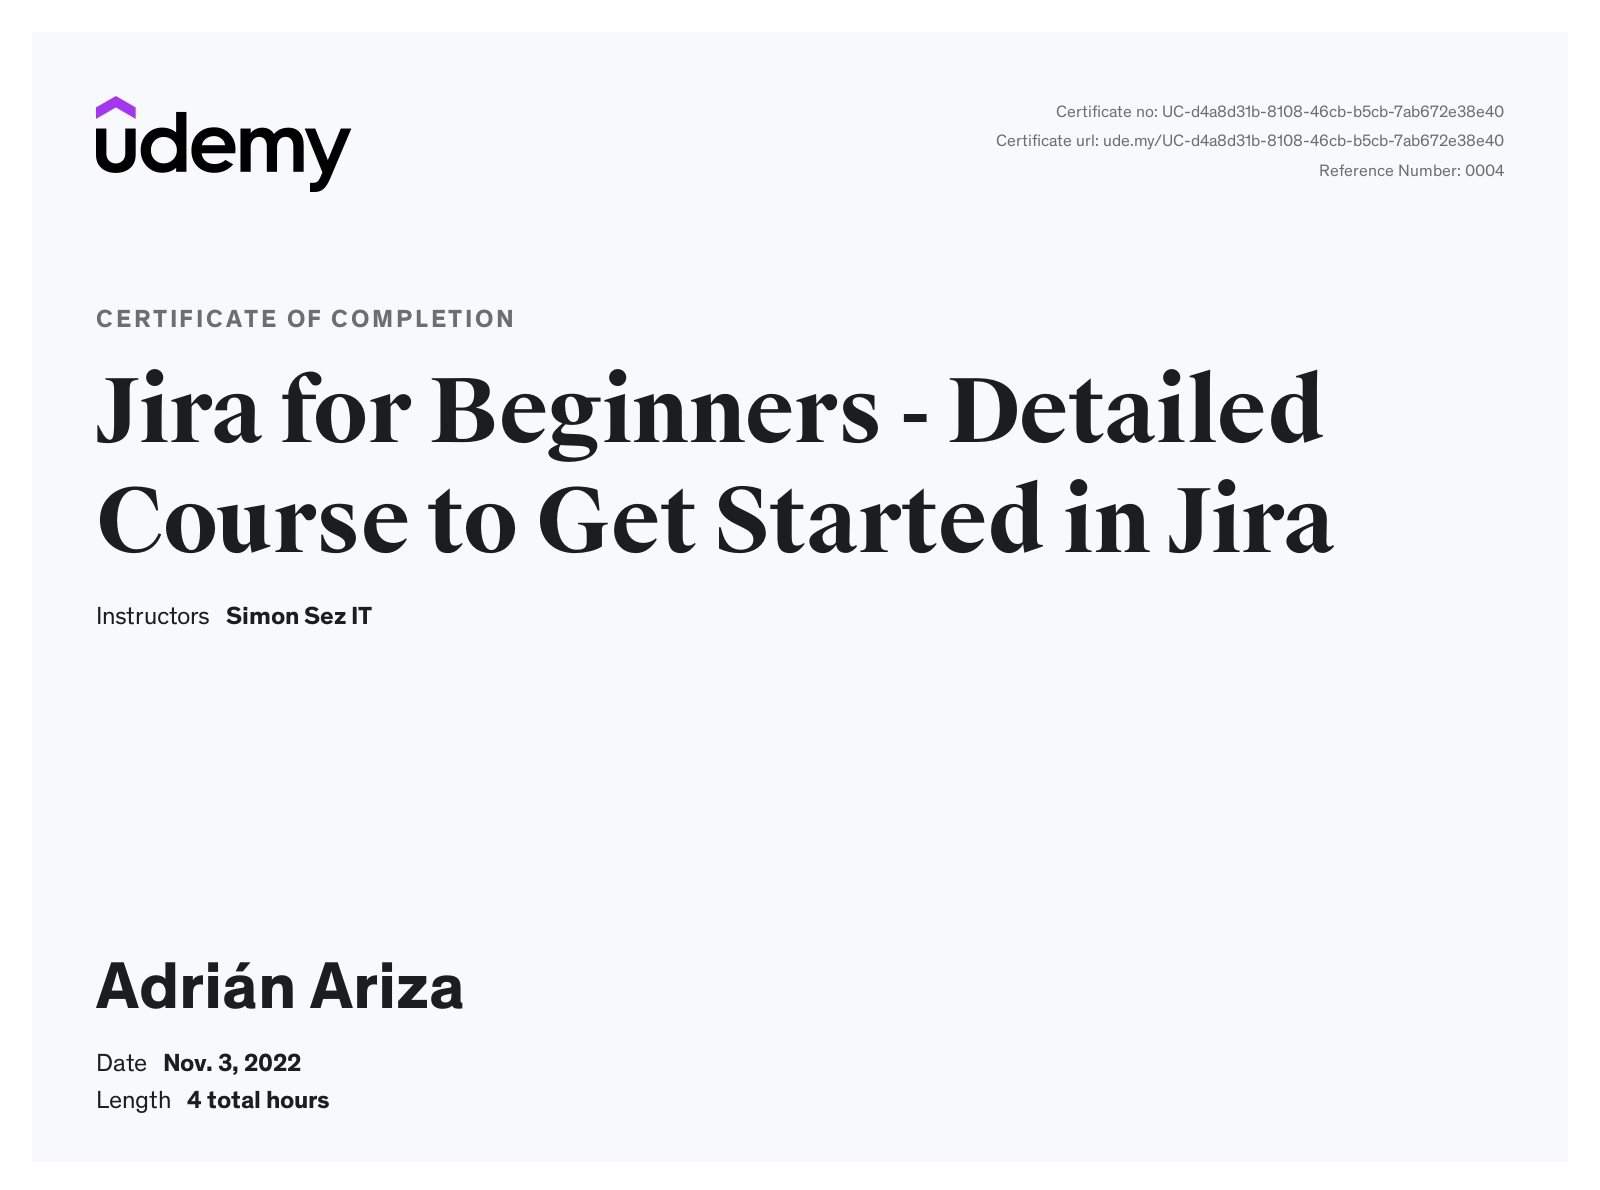 udemy
Certificate no: UC-d4a8d31b-8108-46cb-b5cb-7ab672e38e40
Certificate url: ude.my/UC-d4a8d31b-8108-46cb-b5cb-7ab672e38e40
Reference Number: 0004
CERTIFICATE OF COMPLETION
Jira for Beginners - Detailed
Course to Get Started in Jira
Instructors Simon Sez IT
Adrián Ariza
Date Nov. 3, 2022
Length 4 total hours